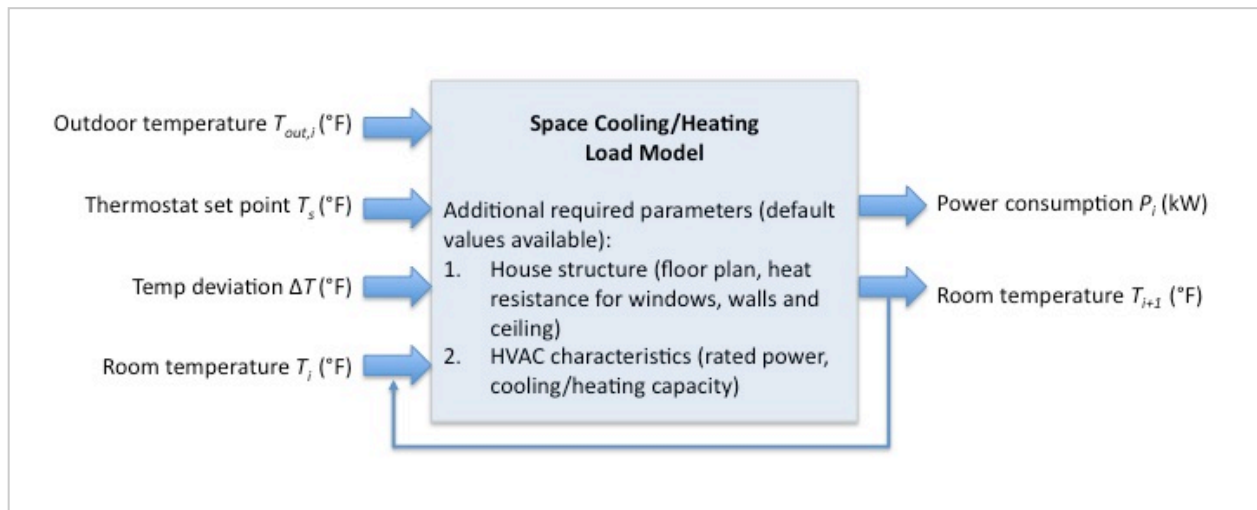 Outdoor temperature T_out,i (°F)
Thermostat set point T_s (°F)
Temp deviation ΔT (°F)
Room temperature T_i (°F)
Space Cooling/Heating
Load Model
Additional required parameters (default
values available):
1. House structure (floor plan, heat
resistance for windows, walls and
ceiling)
2. HVAC characteristics (rated power,
cooling/heating capacity)
Power consumption P_i (kW)
Room temperature T_i+1 (°F)